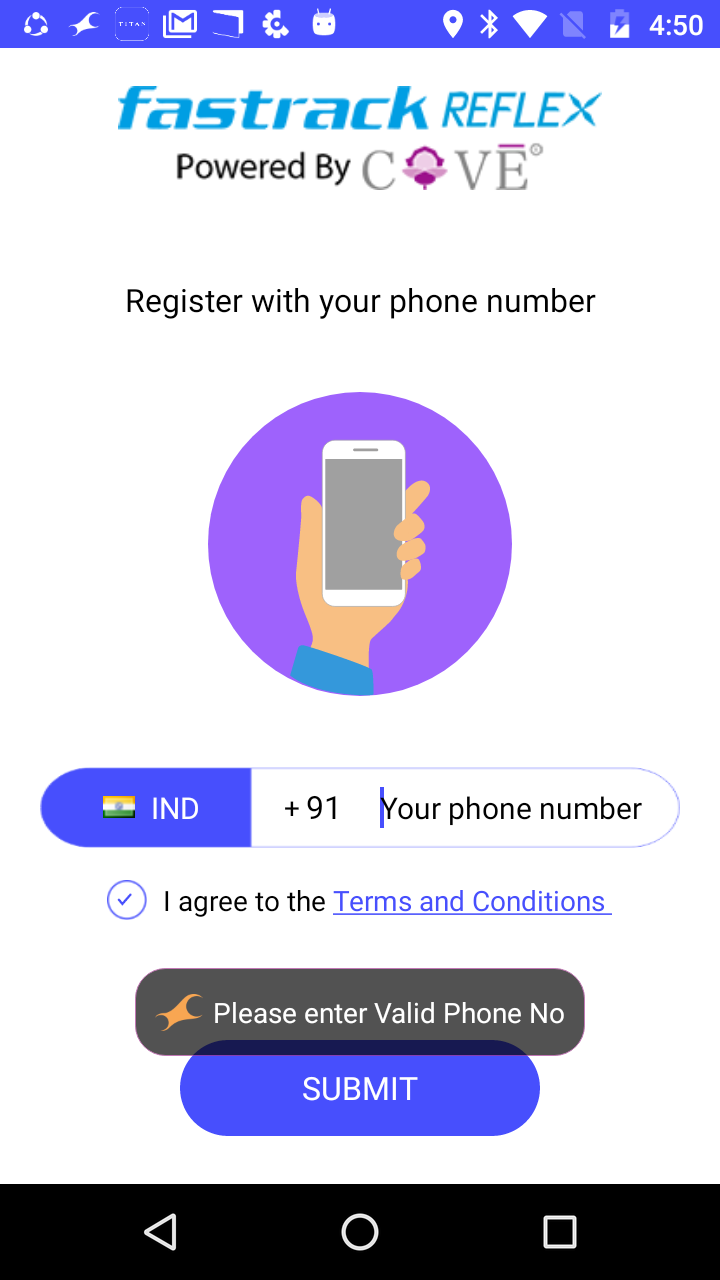 TITAN
4:50
fastrack REFLEX
Powered By COVE®
Register with your phone number
IND
+ 91
Your phone number
I agree to the Terms and Conditions
Please enter Valid Phone No
SUBMIT